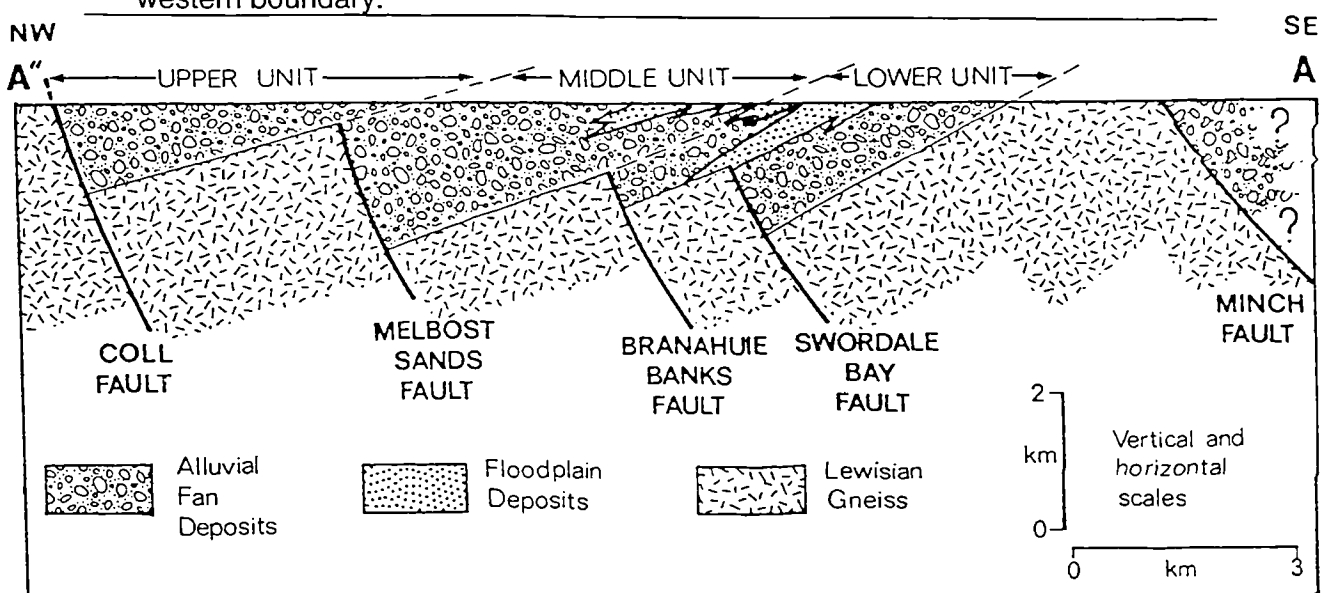 western boundary.
NW
SE
A"
UPPER UNIT
MIDDLE UNIT
LOWER UNIT
A
?
?
COLL
FAULT
MELBOST
SANDS
FAULT
BRANAHUIE
BANKS
FAULT
SWORDALE
BAY
FAULT
MINCH
FAULT
Alluvial
Fan
Deposits
Floodplain
Deposits
Lewisian
Gneiss
2
km
0
Vertical and
horizontal
scales
0 km 3